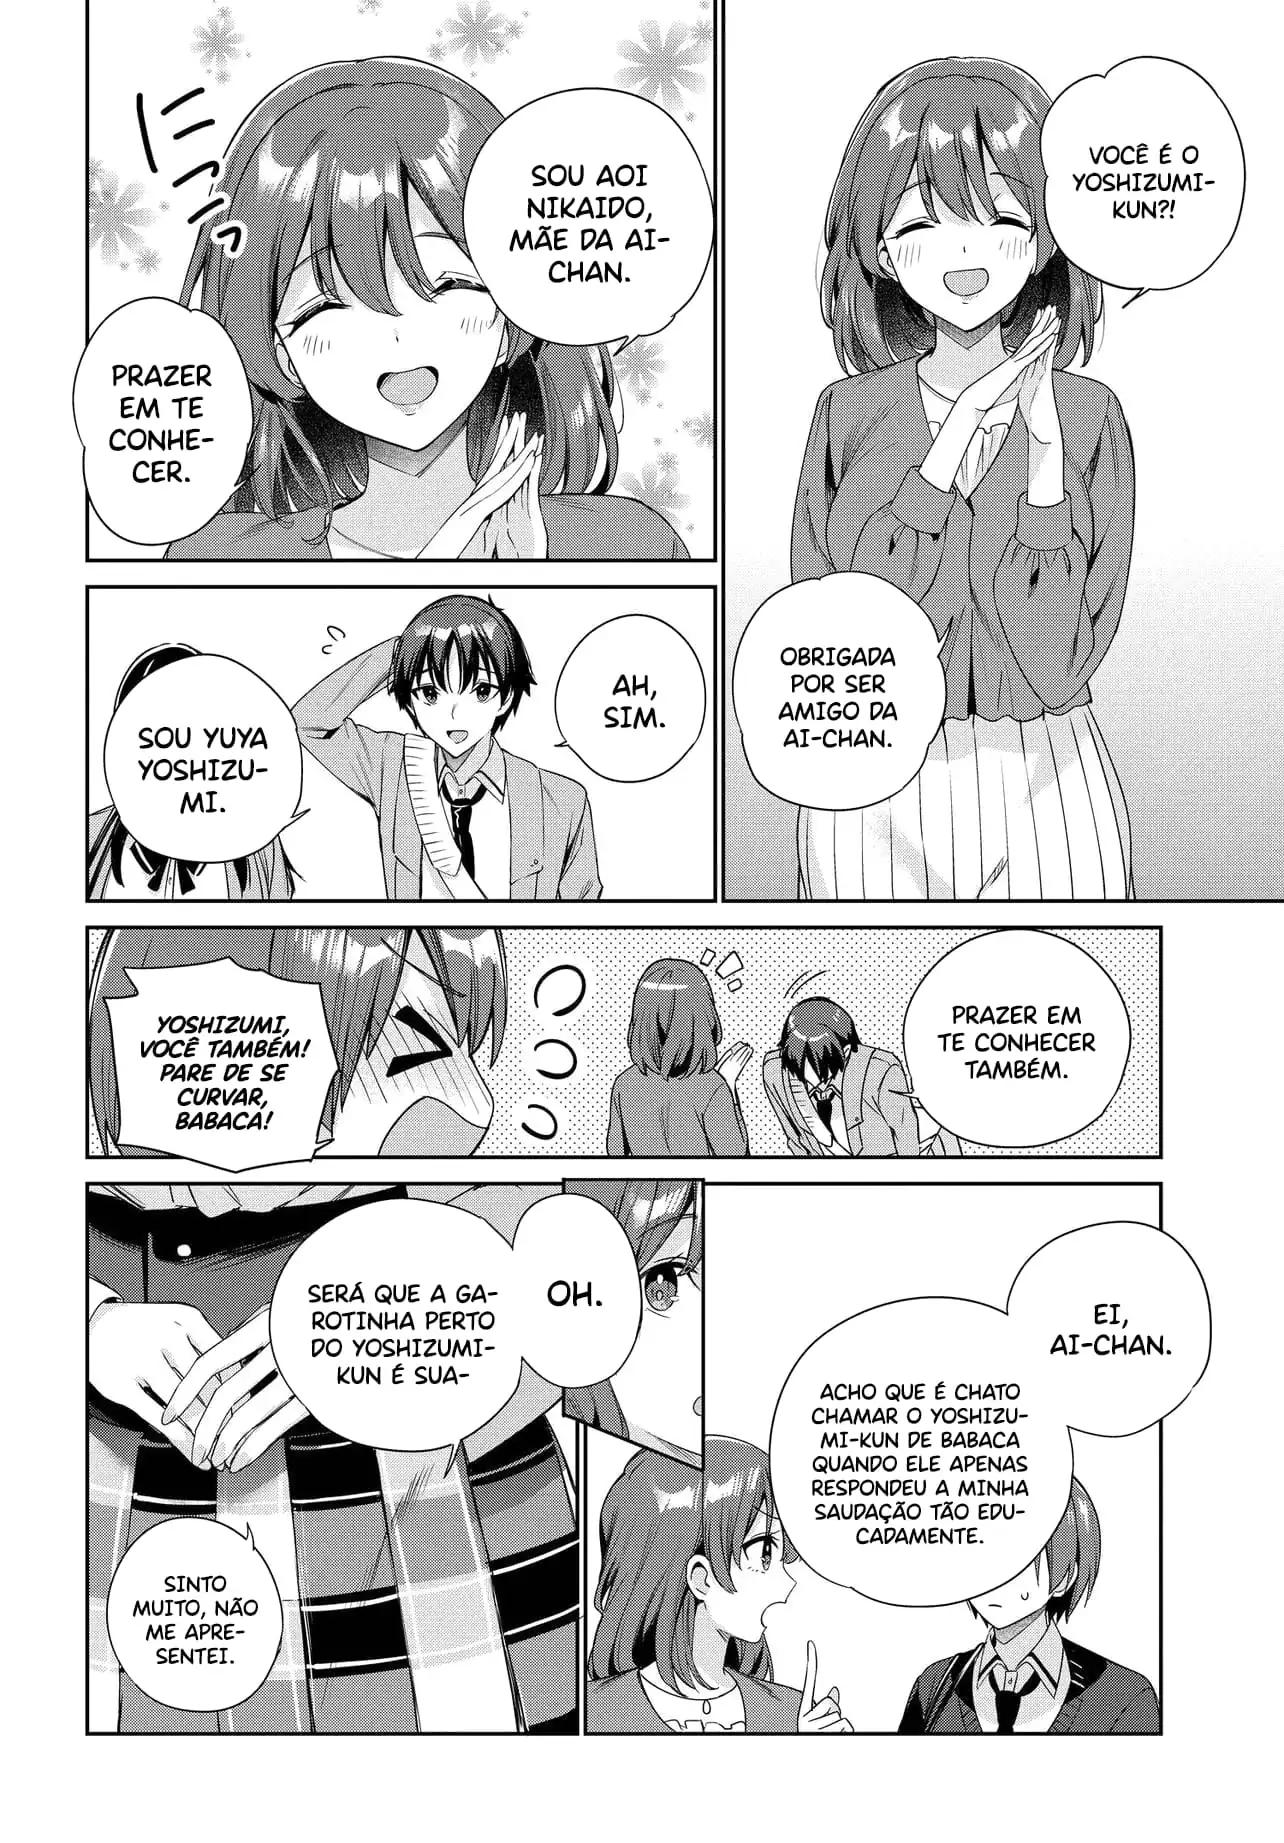 VOCÊ É O
YOSHIZUMI-
KUN?!
OBRIGADA
POR SER
AMIGO DA
AI-CHAN.
SOU AOI
NIKAIDO,
MÃE DA AI-
CHAN.
にっこり
PRAZER
EM TE
CONHE-
CER.
AH,
SIM.
SOU YUYA
YOSHIZU-
MI.
PRAZER EM
TE CONHECER
TAMBÉM.
YOSHIZUMI,
VOCÊ TAMBÉM!
PARE DE SE
CURVAR,
BABACA!
EI,
AI-CHAN.
ACHO QUE É CHATO
CHAMAR O YOSHIZU-
MI-KUN DE BABACA
QUANDO ELE APENAS
RESPONDEU A MINHA
SAUDAÇÃO TÃO EDU-
CADAMENTE.
OH.
SERÁ QUE A GA-
ROTINHA PERTO
DO YOSHIZUMI-
KUN É SUA-
SINTO
MUITO, NÃO
ME APRE-
SENTEI.